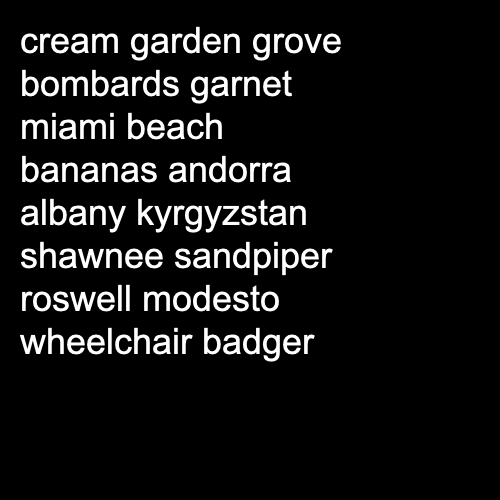 cream garden grove
bombards garnet
miami beach
bananas andorra
albany kyrgyzstan
shawnee sandpiper
roswell modesto
wheelchair badger